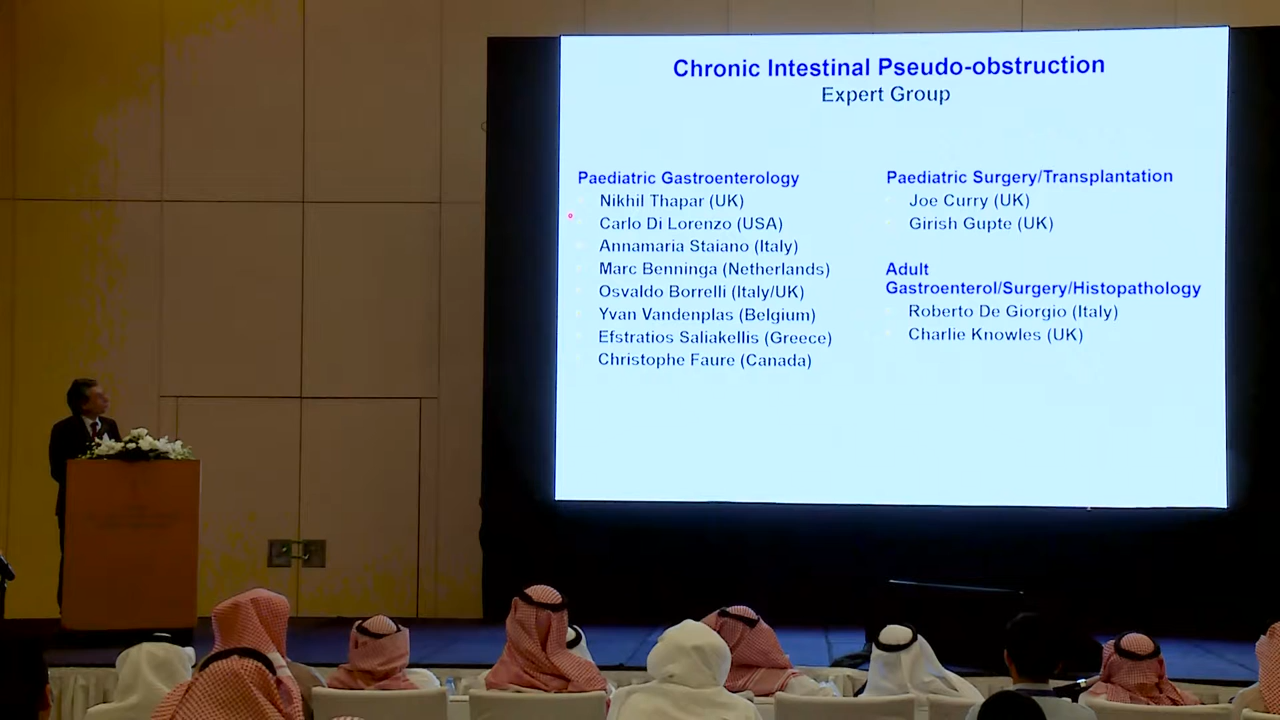 Chronic Intestinal Pseudo-obstruction
Expert Group
Paediatric Gastroenterology
Nikhil Thapar (UK)
Carlo Di Lorenzo (USA)
Annamaria Staiano (Italy)
Marc Benninga (Netherlands)
Osvaldo Borrelli (Italy/UK)
Yvan Vandenplas (Belgium)
Efstratios Saliakellis (Greece)
Christophe Faure (Canada)
Paediatric Surgery/Transplantation
Joe Curry (UK)
Girish Gupte (UK)
Adult
Gastroenterol/Surgery/Histopathology
Roberto De Giorgio (Italy)
Charlie Knowles (UK)